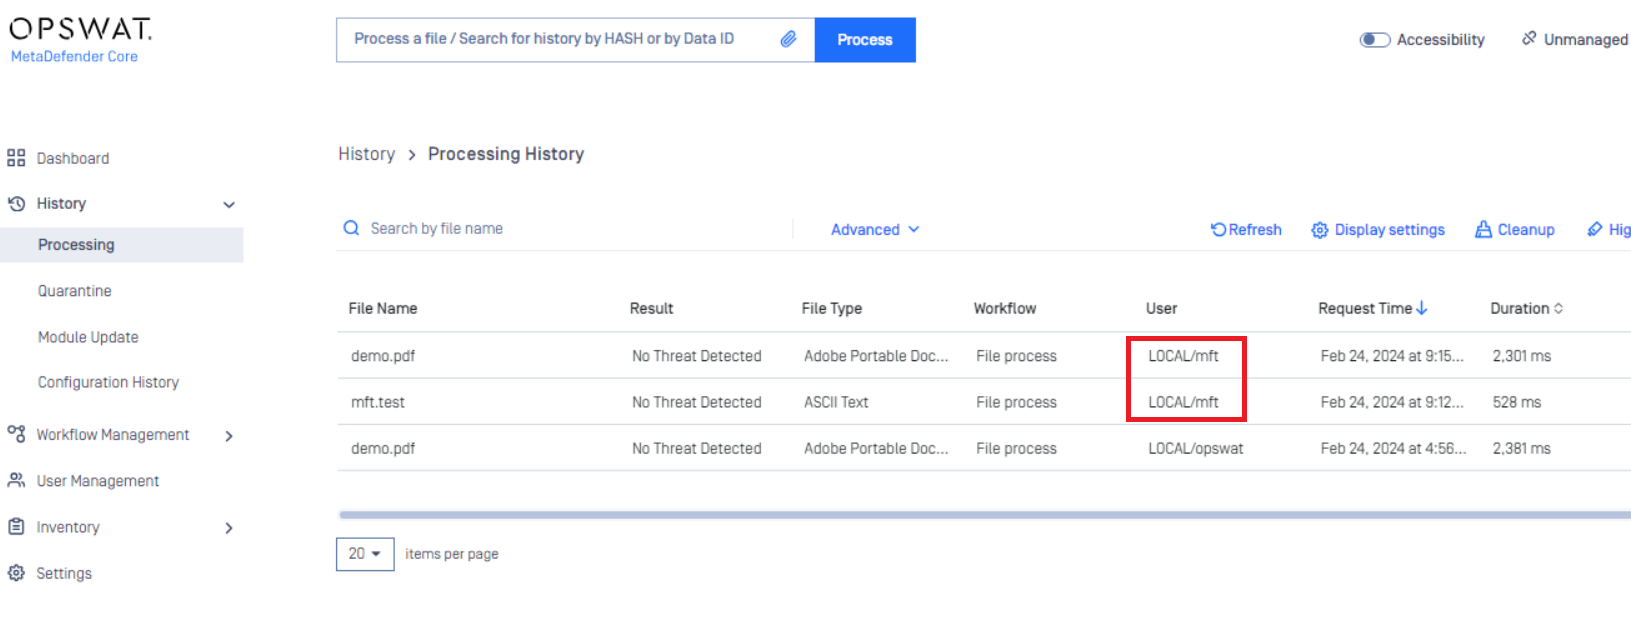 OPSWAT.
MetaDefender Core
Process a file / Search for history by HASH or by Data ID
Process
Accessibility
Unmanaged
Dashboard
History
Processing
Quarantine
Module Update
Configuration History
Workflow Management
User Management
Inventory
Settings
History > Processing History
Search by file name
Advanced
Refresh
Display settings
Cleanup
Hig
File Name Result File Type Workflow User Request Time Duration
demo.pdf No Threat Detected Adobe Portable Doc... File process LOCAL/mft Feb 24, 2024 at 9:15... 2,301 ms
mft.test No Threat Detected ASCII Text File process LOCAL/mft Feb 24, 2024 at 9:12... 528 ms
demo.pdf No Threat Detected Adobe Portable Doc... File process LOCAL/opswat Feb 24, 2024 at 4:56... 2,381 ms
20 items per page